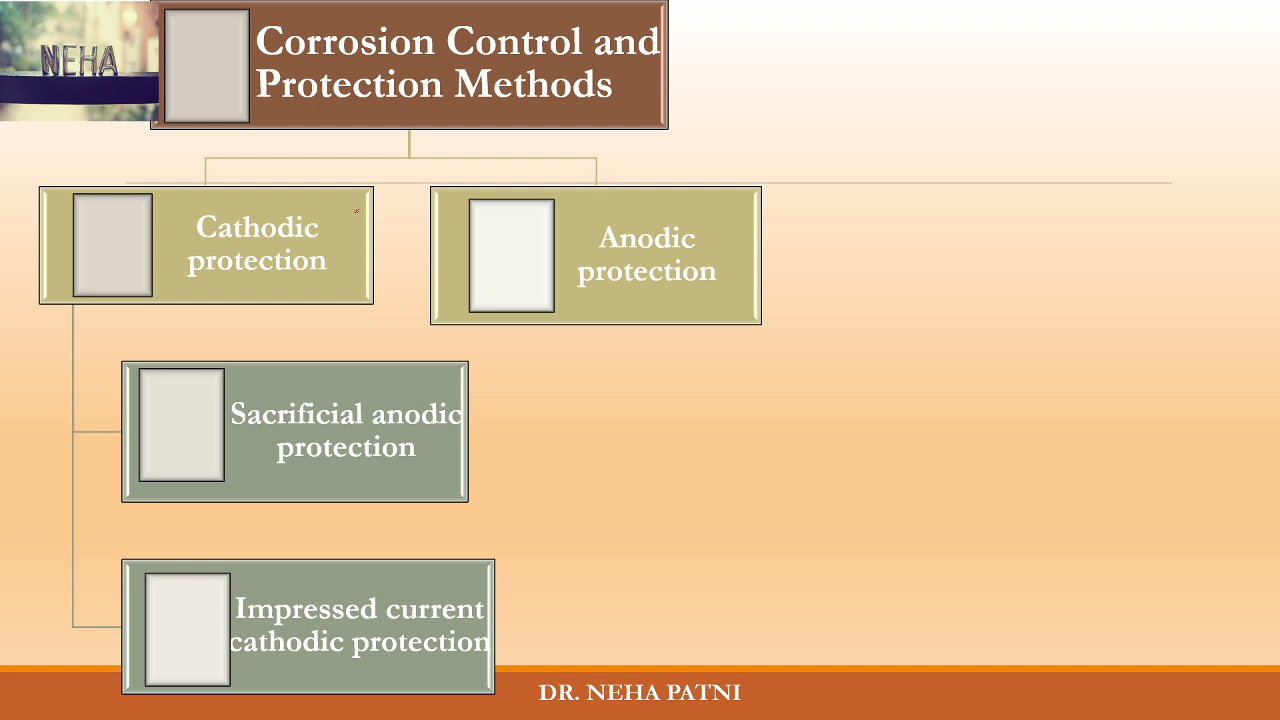 NEHA
Corrosion Control and
Protection Methods
Cathodic
protection
Anodic
protection
Sacrificial anodic
protection
Impressed current
cathodic protection
DR. NEHA PATNI